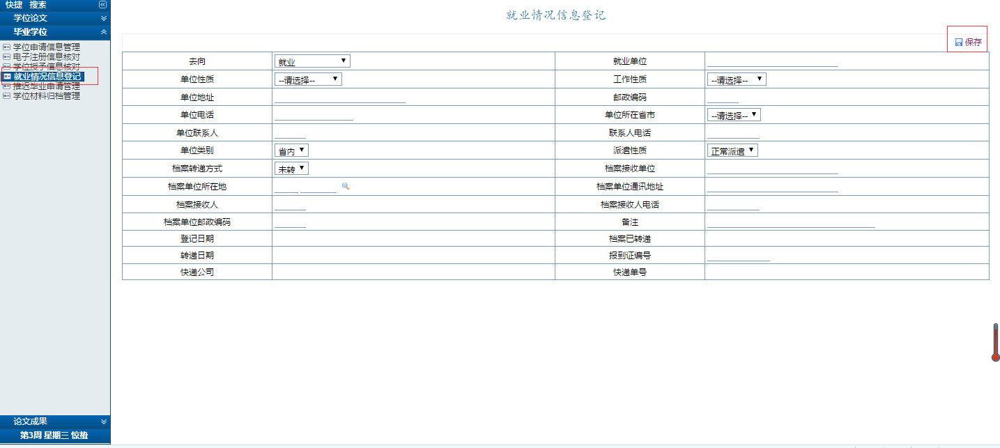 快捷 搜索
学位论文
毕业学位
学位申请信息管理
电子注册信息核对
学位授予信息核对
就业情况信息登记
推迟毕业申请管理
学位材料归档管理
论文成果
第3周 星期三 惊蛰
就业情况信息登记
保存
去向 就业 就业单位
单位性质 --请选择-- 工作性质 --请选择--
单位地址 邮政编码
单位电话 单位所在省市 --请选择--
单位联系人 联系人电话
单位类别 省内 派遣性质 正常派遣
档案转递方式 未转 档案接收单位
档案单位所在地 档案单位通讯地址
档案接收人 档案接收人电话
档案单位邮政编码 备注
登记日期 档案已转递
转递日期 报到证编号
快递公司 快递单号